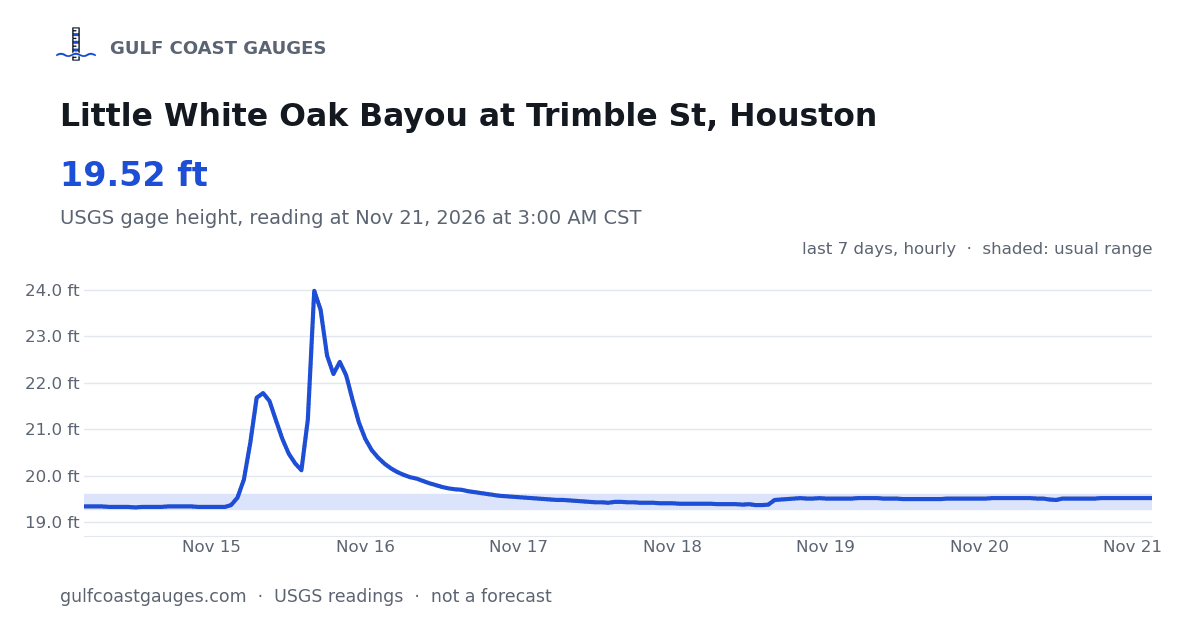 GULF COAST GAUGES
Little White Oak Bayou at Trimble St, Houston
19.52 ft
USGS gage height, reading at Nov 21, 2026 at 3:00 AM CST
last 7 days, hourly · shaded: usual range
24.0 ft
23.0 ft
22.0 ft
21.0 ft
20.0 ft
19.0 ft
Nov 15 Nov 16 Nov 17 Nov 18 Nov 19 Nov 20 Nov 21
gulfcoastgauges.com · USGS readings · not a forecast